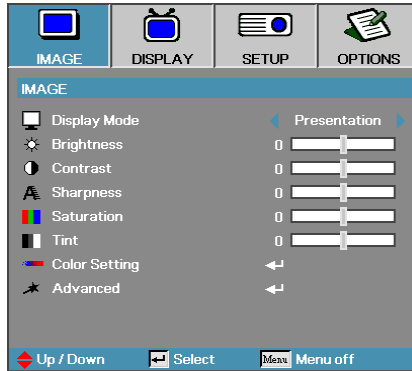 IMAGE DISPLAY SETUP OPTIONS
IMAGE
Display Mode Presentation
Brightness 0
Contrast 0
Sharpness 0
Saturation 0
Tint 0
Color Setting
Advanced
Up / Down Select Menu Menu off